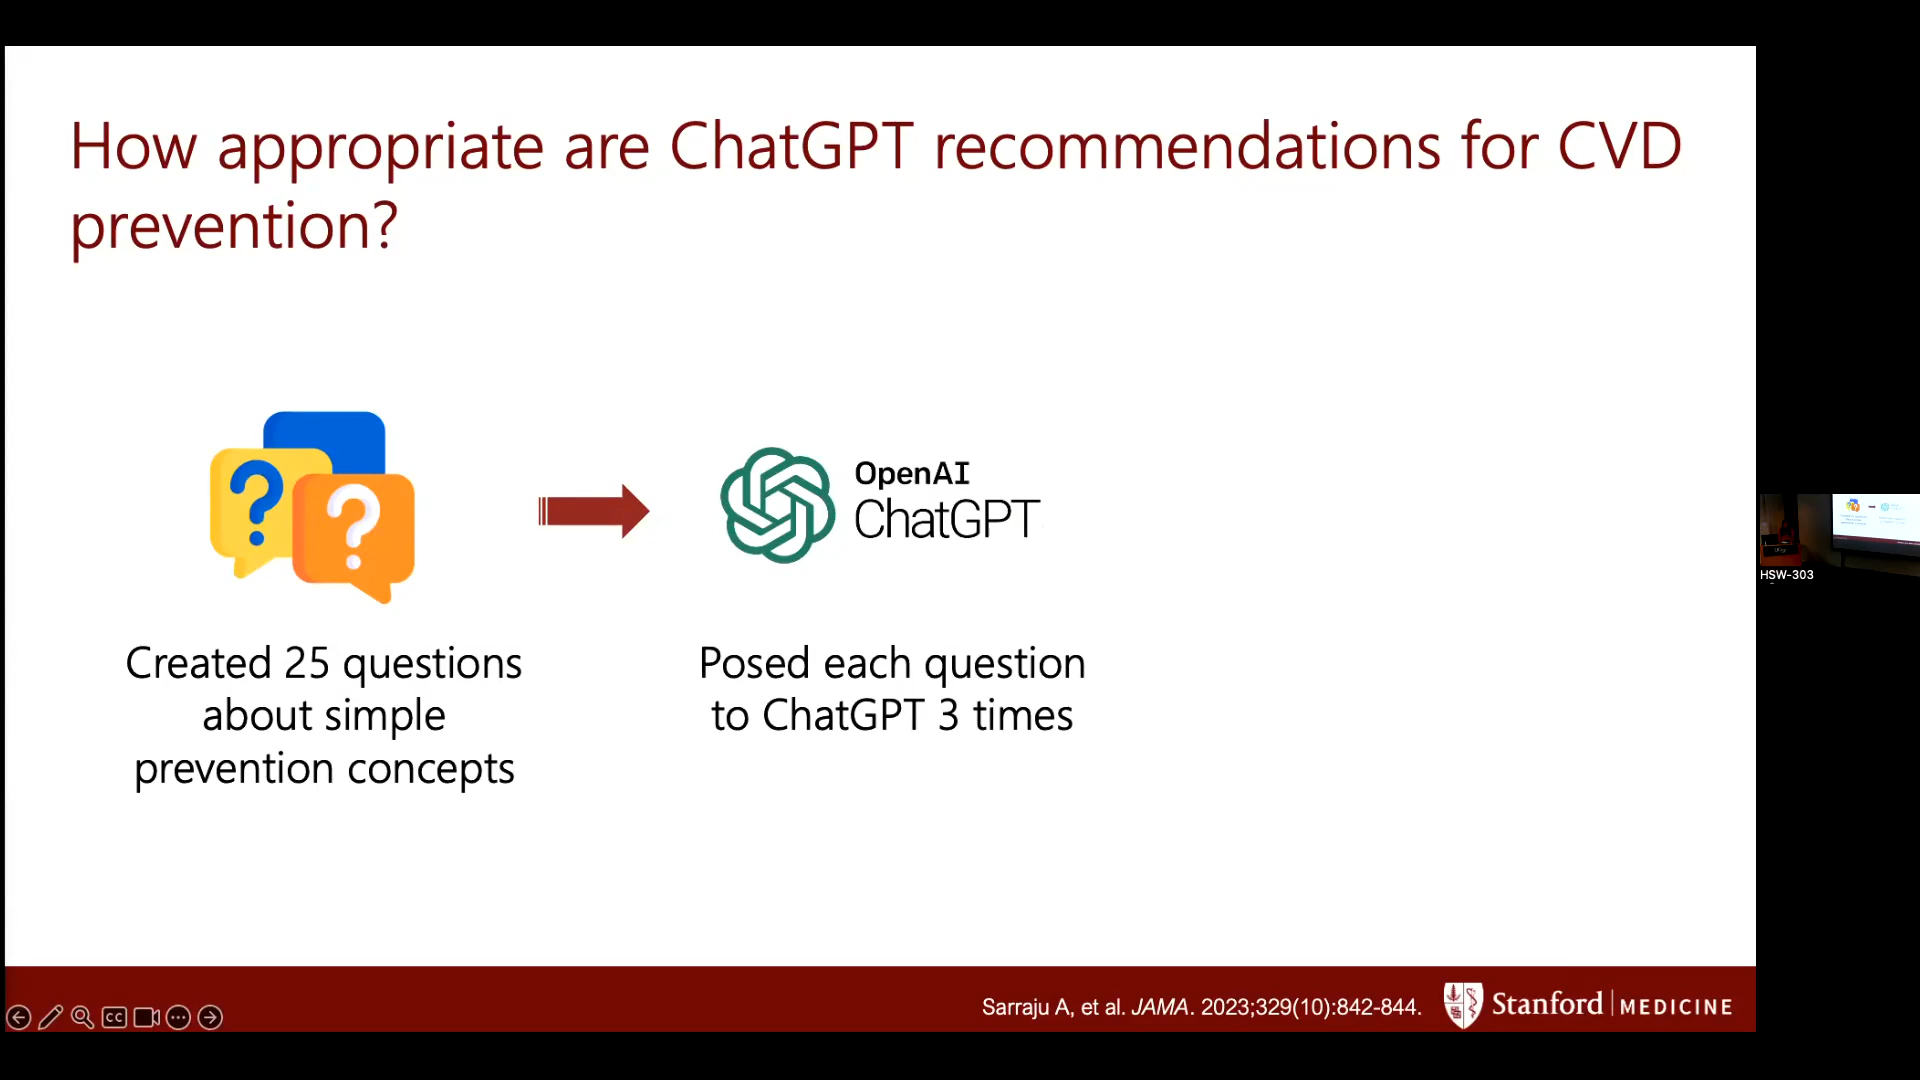 How appropriate are ChatGPT recommendations for CVD
prevention?
OpenAI
ChatGPT
Created 25 questions
about simple
prevention concepts
Posed each question
to ChatGPT 3 times
HSW-303
CC
Sarraju A, et al. JAMA. 2023;329(10):842-844.
Stanford MEDICINE